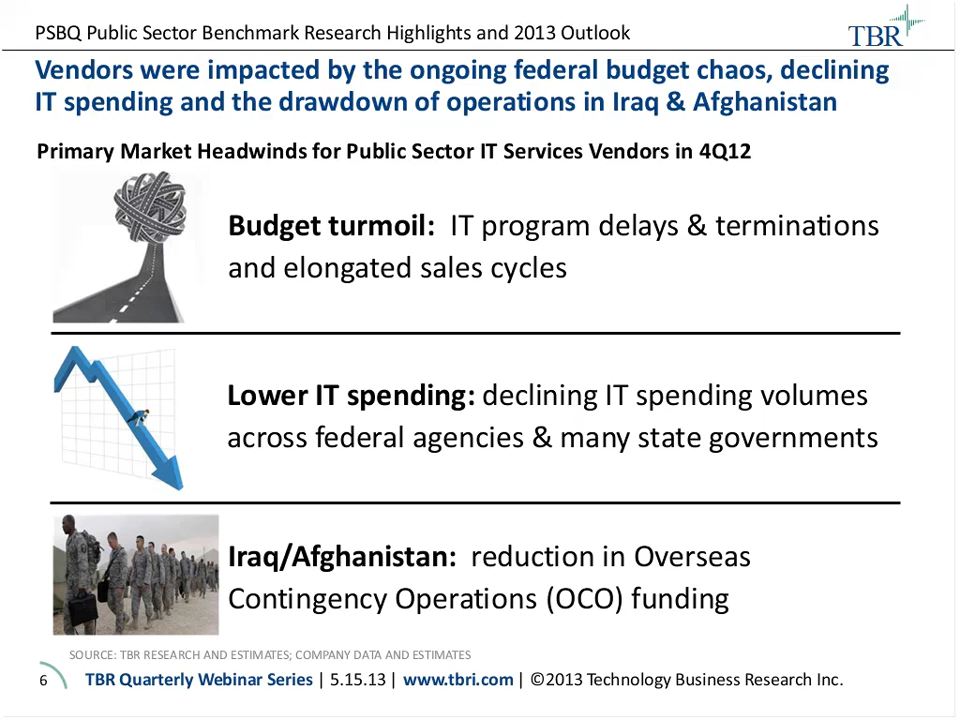 PSBQ Public Sector Benchmark Research Highlights and 2013 Outlook
TBR
Vendors were impacted by the ongoing federal budget chaos, declining
IT spending and the drawdown of operations in Iraq & Afghanistan
Primary Market Headwinds for Public Sector IT Services Vendors in 4Q12
Budget turmoil:  IT program delays & terminations
and elongated sales cycles
Lower IT spending: declining IT spending volumes
across federal agencies & many state governments
Iraq/Afghanistan:  reduction in Overseas
Contingency Operations (OCO) funding
SOURCE: TBR RESEARCH AND ESTIMATES; COMPANY DATA AND ESTIMATES
6 TBR Quarterly Webinar Series | 5.15.13 | www.tbri.com | ©2013 Technology Business Research Inc.